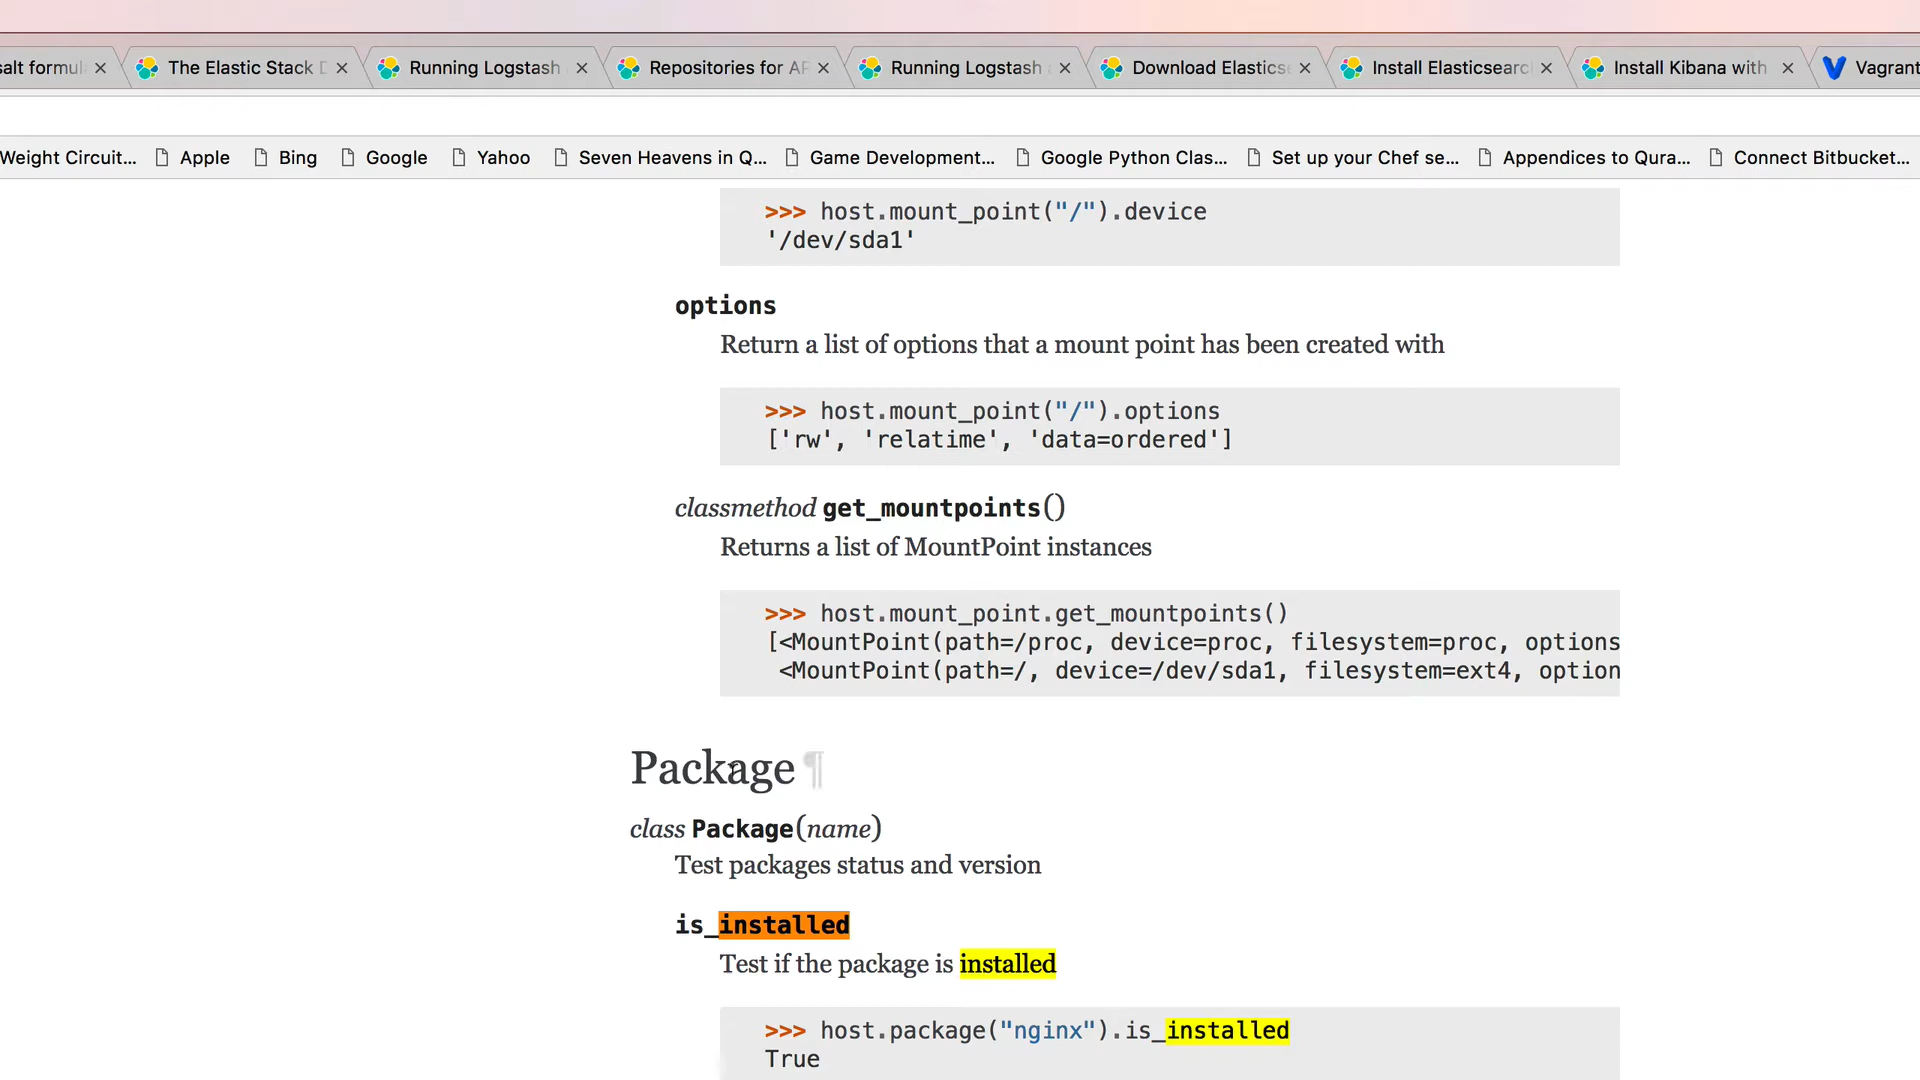 salt formul
The Elastic Stack D
Running Logstash
Repositories for AP
Running Logstash
Download Elasticse
Install Elasticsearc
Install Kibana with
Vagrant
Weight Circuit...
Apple
Bing
Google
Yahoo
Seven Heavens in Q...
Game Development...
Google Python Clas...
Set up your Chef se...
Appendices to Qura...
Connect Bitbucket...
>>> host.mount_point("/").device
'/dev/sda1'
options
Return a list of options that a mount point has been created with
>>> host.mount_point("/").options
['rw', 'relatime', 'data=ordered']
classmethod get_mountpoints()
Returns a list of MountPoint instances
>>> host.mount_point.get_mountpoints()
[<MountPoint(path=/proc, device=proc, filesystem=proc, options
<MountPoint(path=/, device=/dev/sda1, filesystem=ext4, option
Package ¶
class Package(name)
Test packages status and version
is_installed
Test if the package is installed
>>> host.package("nginx").is_installed
True